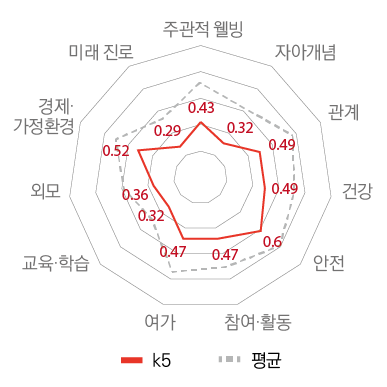 주관적 웰빙
미래 진로
자아개념
경제·
가정환경
관계
0.43
0.29
0.32
0.52
0.49
외모
0.36
0.49
건강
0.32
0.6
교육·학습
0.47
0.47
안전
여가
참여·활동
k5
평균